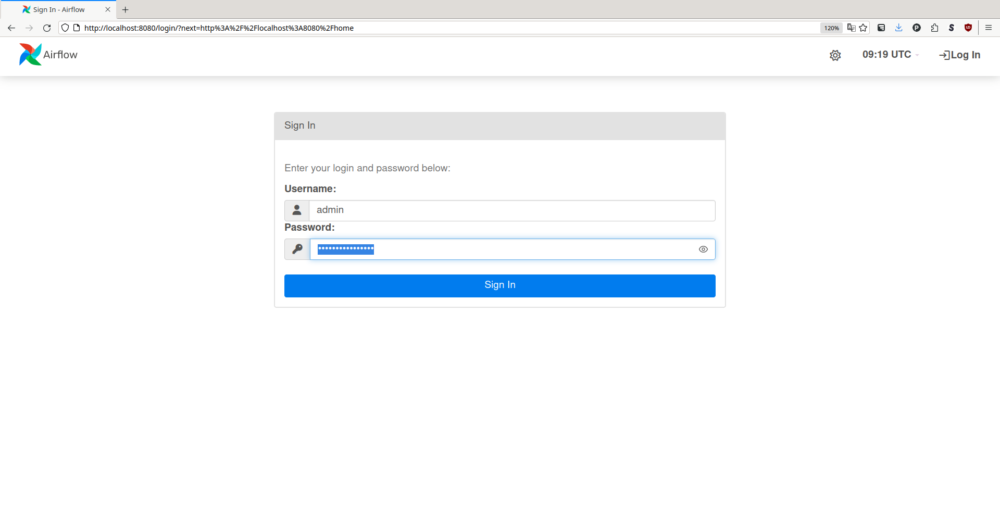 Sign In - Airflow
http://localhost:8080/login/?next=http%3A%2F%2Flocalhost%3A8080%2Fhome
120%
Airflow
09:19 UTC
Log In
Sign In
Enter your login and password below:
Username:
admin
Password:
••••••••••••••••
Sign In